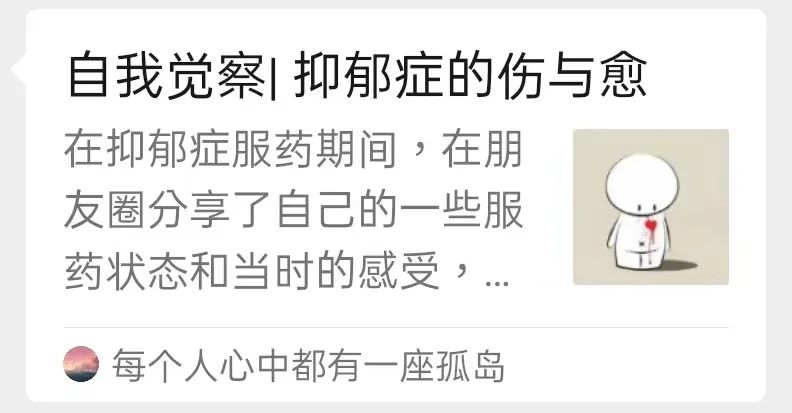 自我觉察| 抑郁症的伤与愈
在抑郁症服药期间，在朋
友圈分享了自己的一些服
药状态和当时的感受，...
每个人心中都有一座孤岛